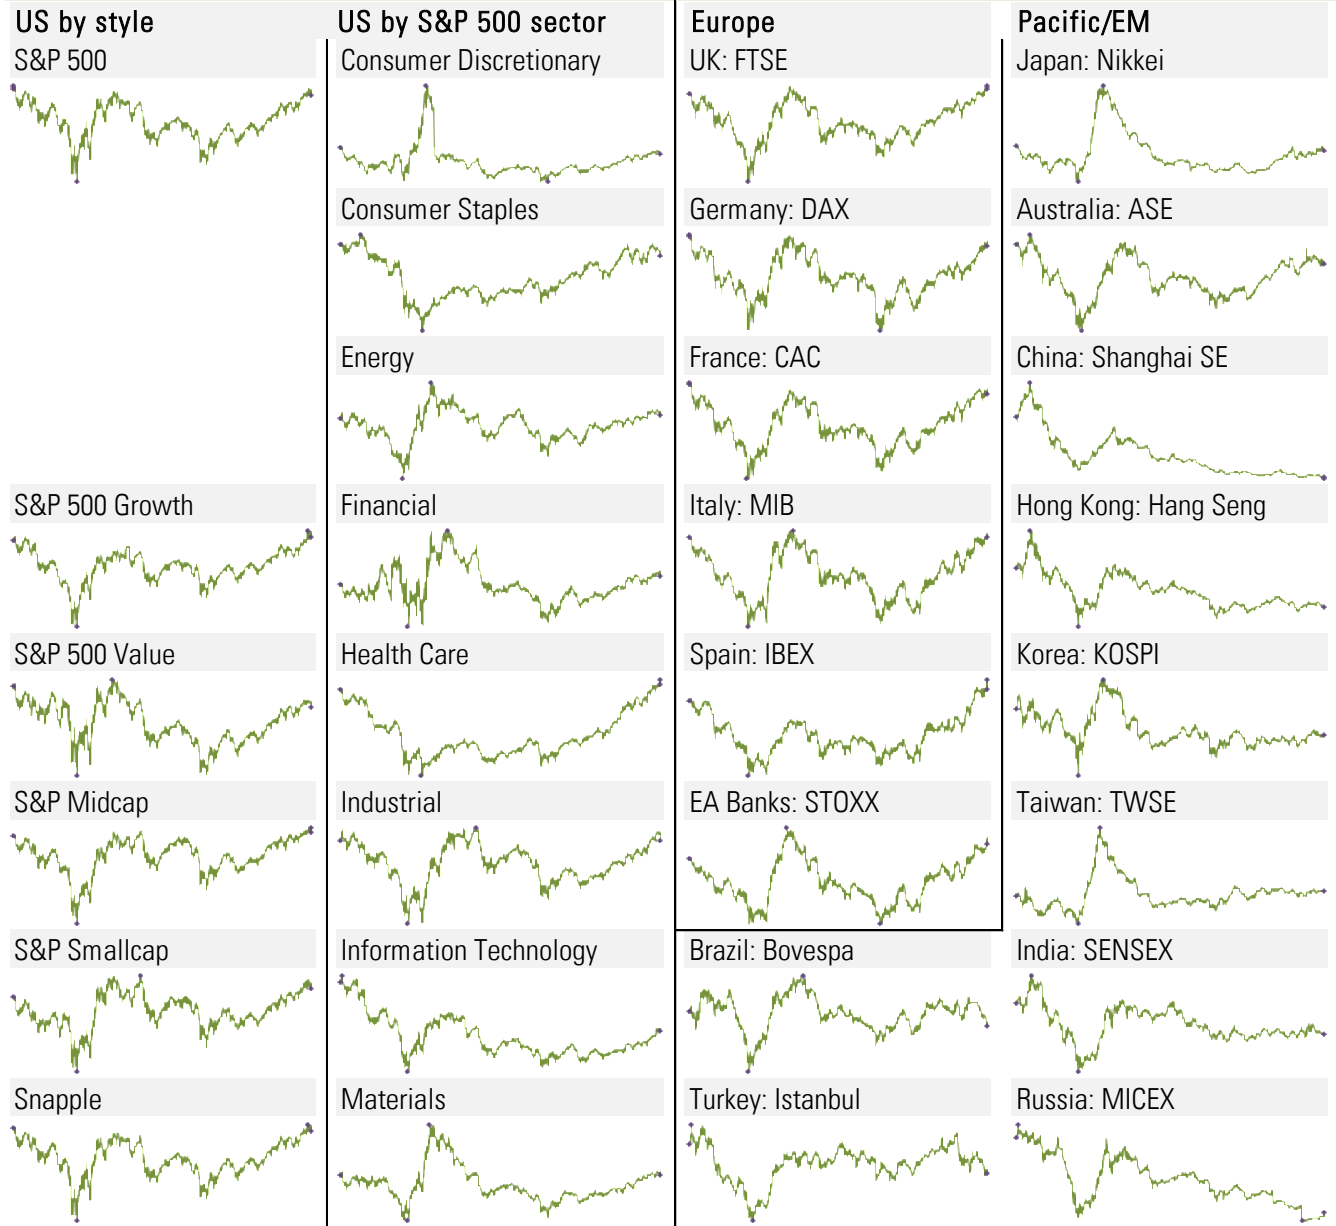 US by style
S&P 500
S&P 500 Growth
S&P 500 Value
S&P Midcap
S&P Smallcap
Snapple
US by S&P 500 sector
Consumer Discretionary
Consumer Staples
Energy
Financial
Health Care
Industrial
Information Technology
Materials
Europe
UK: FTSE
Germany: DAX
France: CAC
Italy: MIB
Spain: IBEX
EA Banks: STOXX
Brazil: Bovespa
Turkey: Istanbul
Pacific/EM
Japan: Nikkei
Australia: ASE
China: Shanghai SE
Hong Kong: Hang Seng
Korea: KOSPI
Taiwan: TWSE
India: SENSEX
Russia: MICEX